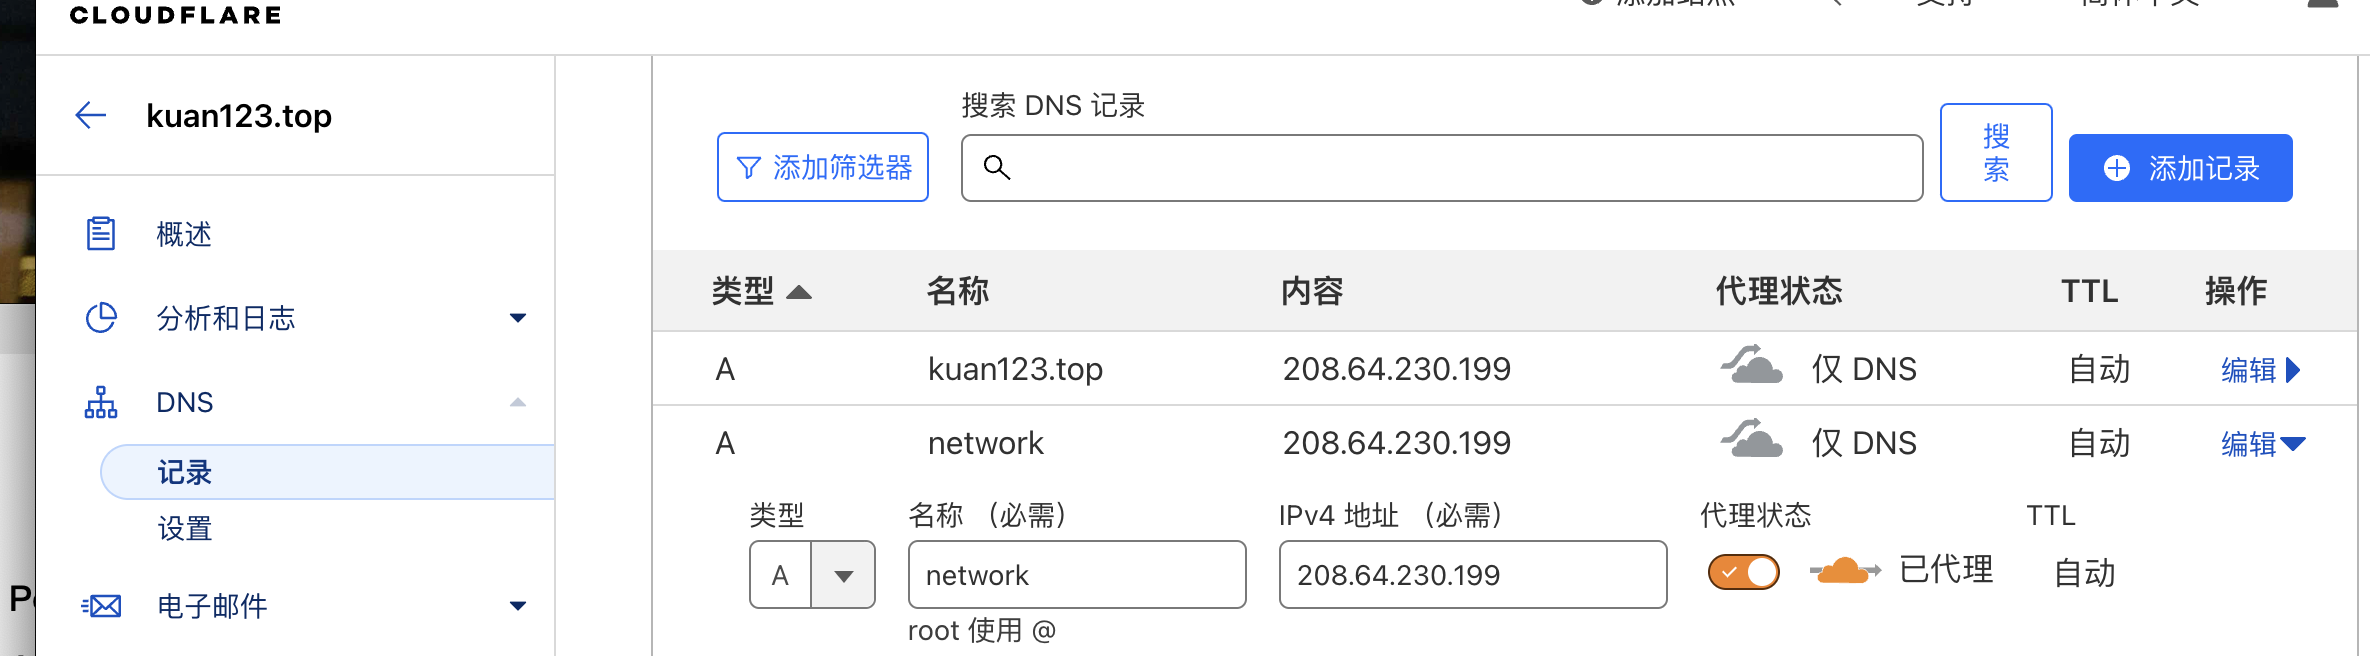 CLOUDFLARE
kuan123.top
概述
分析和日志
DNS
记录
设置
电子邮件
搜索 DNS 记录
添加筛选器
搜
索
添加记录
类型 名称 内容 代理状态 TTL 操作
A kuan123.top 208.64.230.199 仅 DNS 自动 编辑
A network 208.64.230.199 仅 DNS 自动 编辑
类型 名称 （必需） IPv4 地址 （必需） 代理状态 TTL
A network 208.64.230.199 已代理 自动
root 使用 @